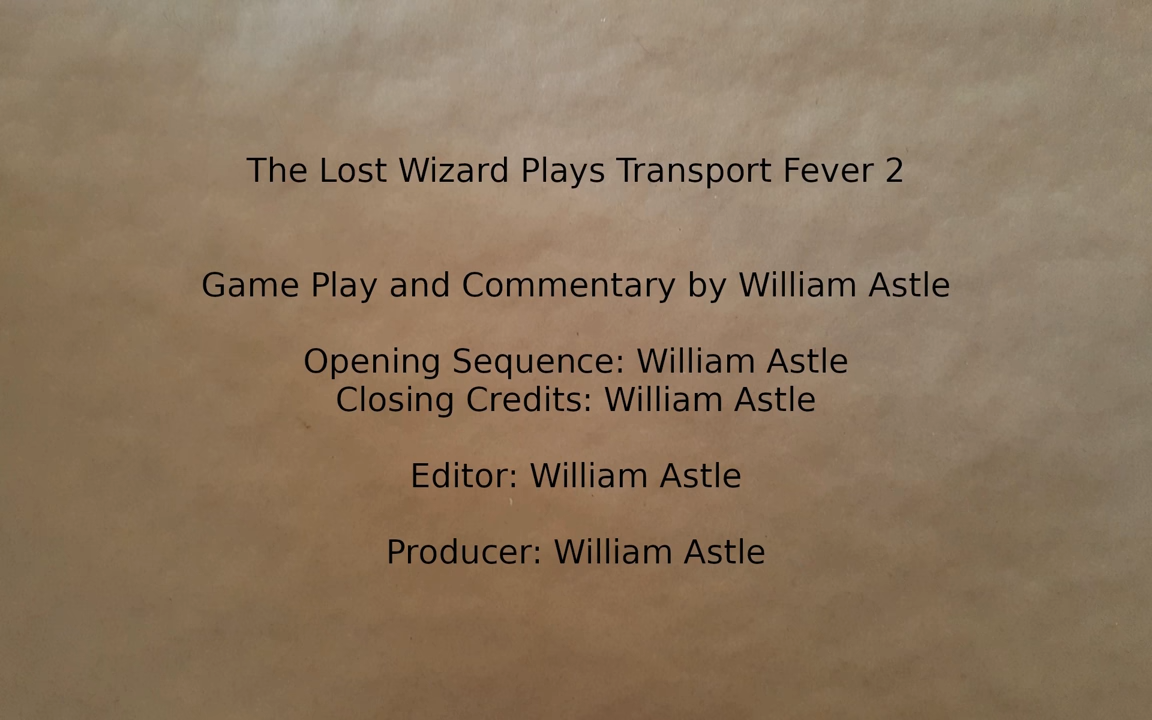 The Lost Wizard Plays Transport Fever 2
Game Play and Commentary by William Astle
Opening Sequence: William Astle
Closing Credits: William Astle
Editor: William Astle
Producer: William Astle